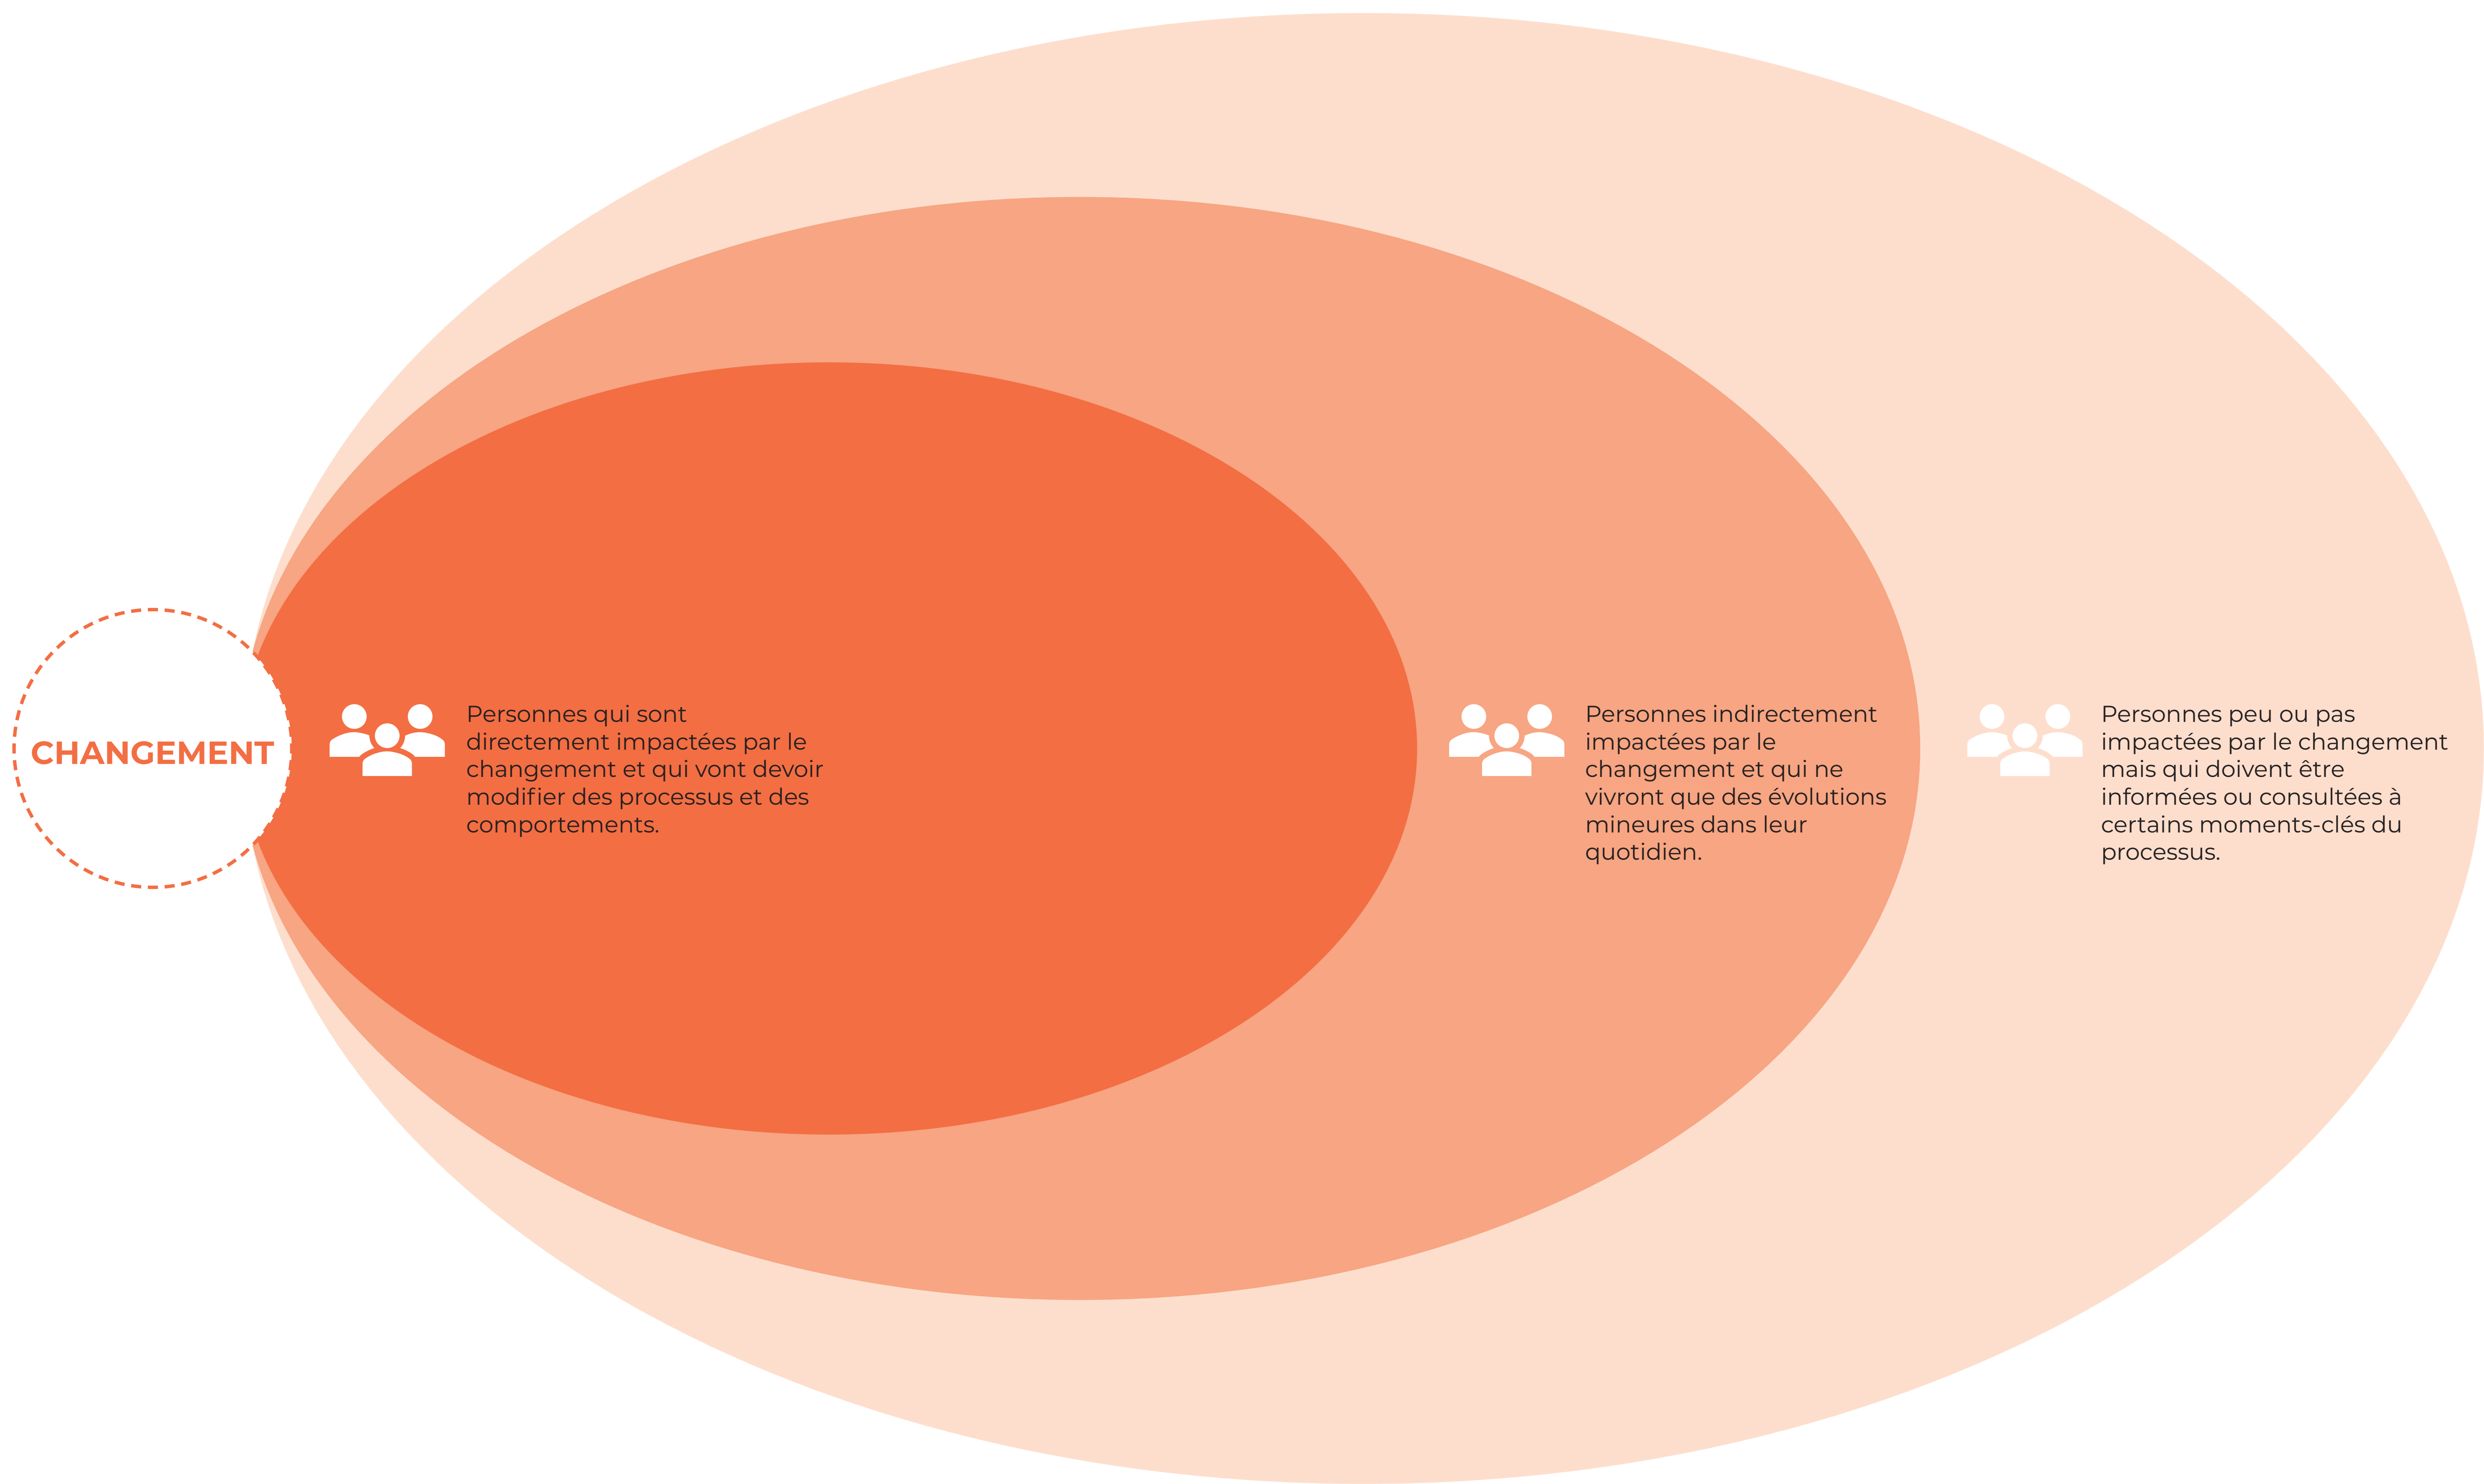 CHANGEMENT
Personnes qui sont
directement impactées par le
changement et qui vont devoir
modifier des processus et des
comportements.
Personnes indirectement
impactées par le
changement et qui ne
vivront que des évolutions
mineures dans leur
quotidien.
Personnes peu ou pas
impactées par le changement
mais qui doivent être
informées ou consultées à
certains moments-clés du
processus.